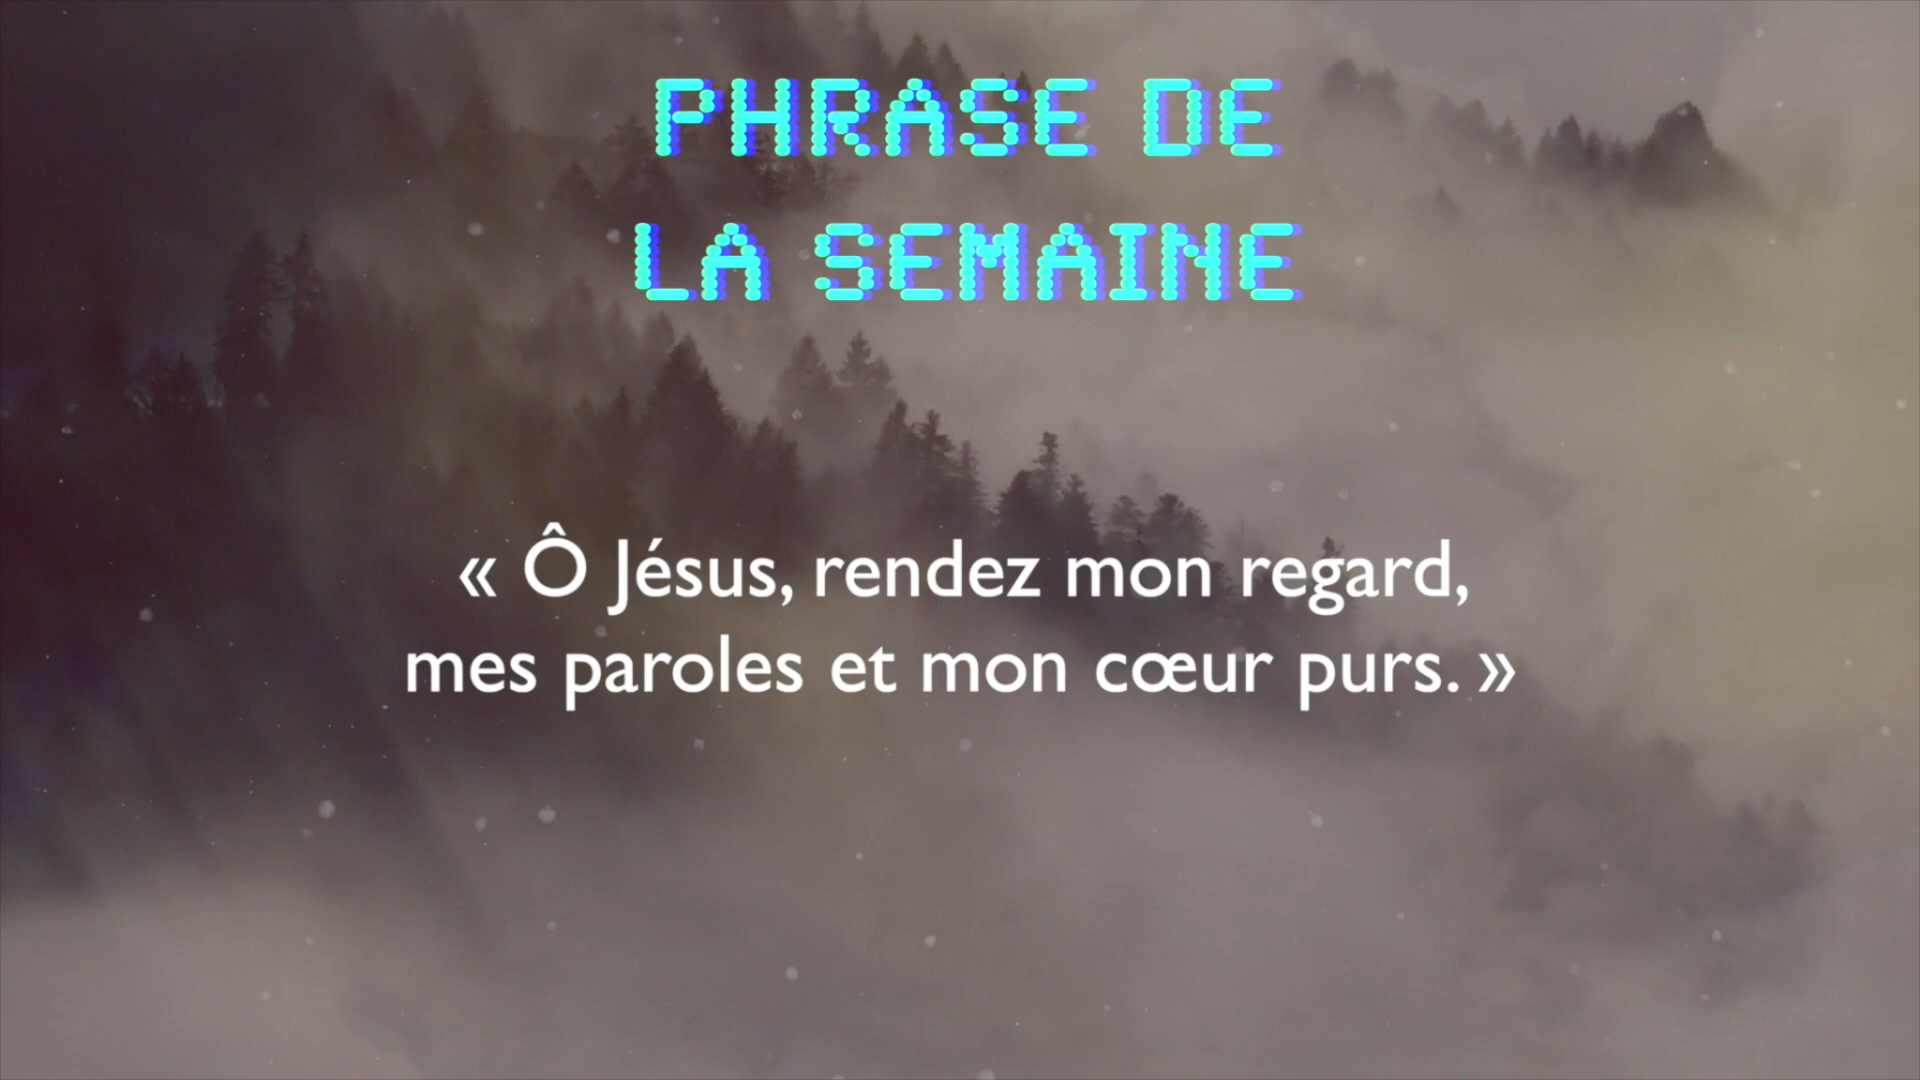 PHRASE DE
LA SEMAINE
« Ô Jésus, rendez mon regard,
mes paroles et mon cœur purs. »